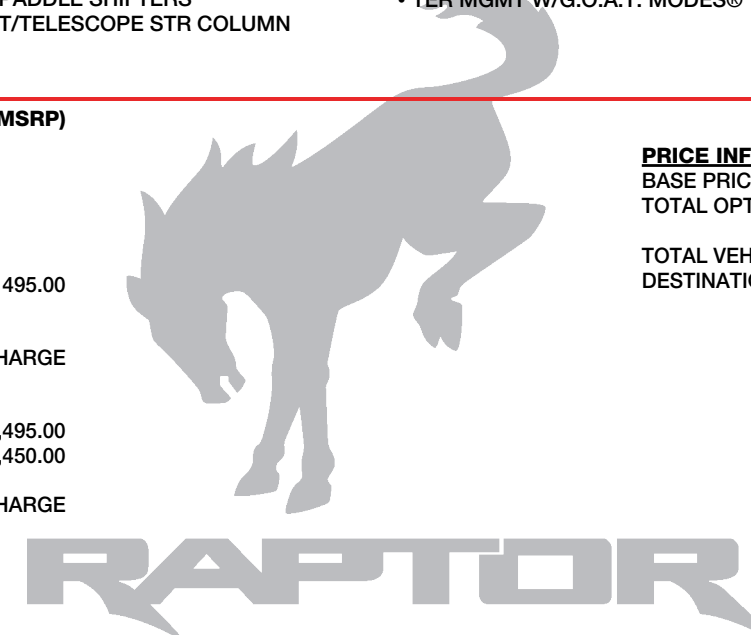 PADDLE SHIFTERS
T/TELESCOPE STR COLUMN
• TER MGMT W/G.O.A.T. MODES®
MSRP)
495.00
HARGE
,495.00
,450.00
HARGE
PRICE INF
BASE PRIC
TOTAL OPT
TOTAL VEH
DESTINATIO
RAPTOR